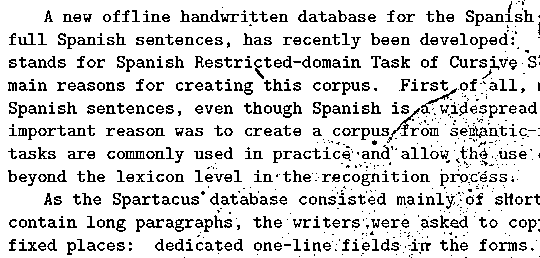 A new offline handwritten database for the Spanish
full Spanish sentences, has recently been developed:
stands for Spanish Restricted-domain Task of Cursive
main reasons for creating this corpus. First of all,
Spanish sentences, even though Spanish is a widespread
important reason was to create a corpus from semantic-
tasks are commonly used in practice and allow the use
beyond the lexicon level in the recognition process.
As the Spartacus database consisted mainly of short
contain long paragraphs, the writers were asked to copy
fixed places: dedicated one-line fields in the forms.